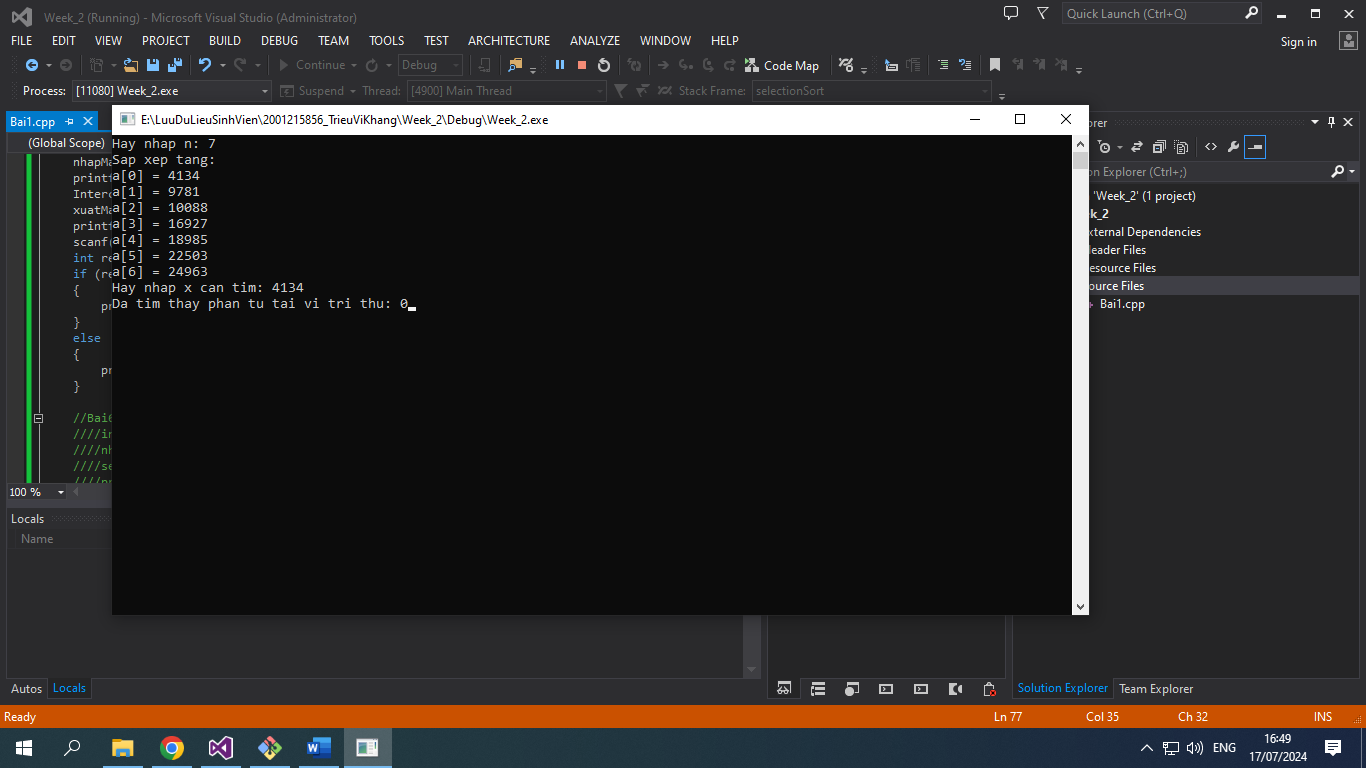 Week_2 (Running) - Microsoft Visual Studio (Administrator)
Quick Launch (Ctrl+Q)
FILE EDIT VIEW PROJECT BUILD DEBUG TEAM TOOLS TEST ARCHITECTURE ANALYZE WINDOW HELP
Sign in
Continue Debug Code Map
Process: [11080] Week_2.exe Suspend Thread: [4900] Main Thread Stack Frame: selectionSort
Bai1.cpp
(Global Scope)
E:\LuuDuLieuSinhVien\2001215856_TrieuViKhang\Week_2\Debug\Week_2.exe
Hay nhap n: 7
Sap xep tang:
a[0] = 4134
a[1] = 9781
a[2] = 10088
a[3] = 16927
a[4] = 18985
a[5] = 22503
a[6] = 24963
Hay nhap x can tim: 4134
Da tim thay phan tu tai vi tri thu: 0
nhapMa
printf
Interc
xuatMa
printf
scanf(
int re
if (re
{
pr
}
else
{
pr
}
//Bai6
////in
////nh
////se
100 %
Locals
Name
Autos Locals
orer
on Explorer (Ctrl+;)
'Week_2' (1 project)
k_2
xternal Dependencies
eader Files
esource Files
ource Files
Bai1.cpp
Solution Explorer Team Explorer
Ready Ln 77 Col 35 Ch 32 INS
ENG
16:49
17/07/2024